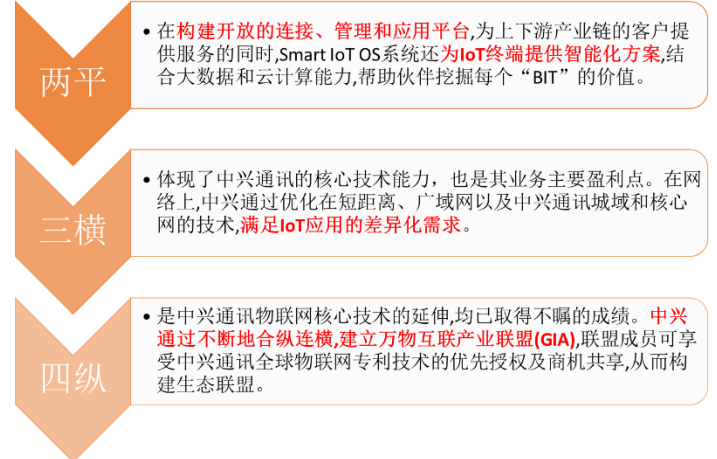 两平
• 在构建开放的连接、管理和应用平台,为上下游产业链的客户提
供服务的同时,Smart IoT OS系统还为IoT终端提供智能化方案,结
合大数据和云计算能力,帮助伙伴挖掘每个“BIT”的价值。
三横
• 体现了中兴通讯的核心技术能力，也是其业务主要盈利点。在网
络上,中兴通过优化在短距离、广域网以及中兴通讯城域和核心
网的技术,满足IoT应用的差异化需求。
四纵
• 是中兴通讯物联网核心技术的延伸,均已取得不嘱的成绩。中兴
通过不断地合纵连横,建立万物互联产业联盟(GIA),联盟成员可享
受中兴通讯全球物联网专利技术的优先授权及商机共享,从而构
建生态联盟。